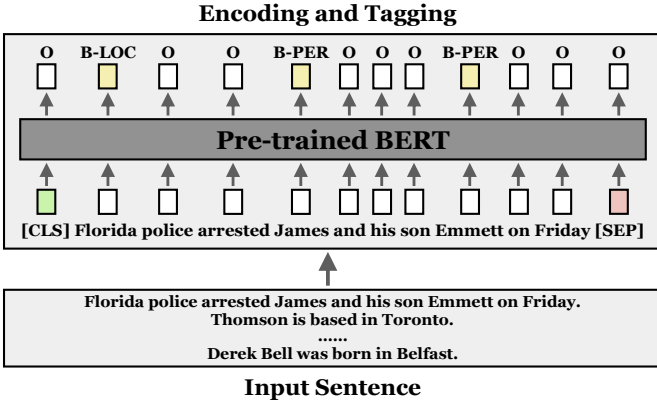 Encoding and Tagging
O B-LOC O O B-PER O O O B-PER O O O
Pre-trained BERT
[CLS] Florida police arrested James and his son Emmett on Friday [SEP]
Florida police arrested James and his son Emmett on Friday.
Thomson is based in Toronto.
......
Derek Bell was born in Belfast.
Input Sentence